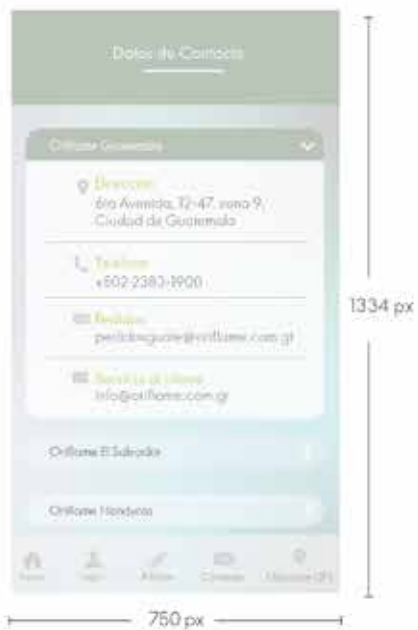 Datos de Contacto
Oriflame Guatemala
Dirección
6ta Avenida, 12-47, zona 9,
Ciudad de Guatemala
Teléfono
+502-2383-1900
Pedidos
pedidosguate@oriflame.com.gt
Servicio al cliente
info@oriflame.com.gt
Oriflame El Salvador
Oriflame Honduras
1334 px
750 px